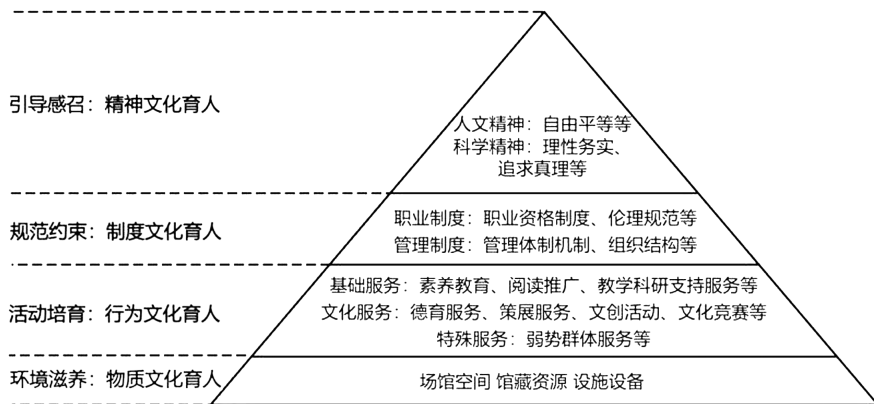 引导感召：精神文化育人
人文精神：自由平等等
科学精神：理性务实、
追求真理等
规范约束：制度文化育人
职业制度：职业资格制度、伦理规范等
管理制度：管理体制机制、组织结构等
活动培育：行为文化育人
基础服务：素养教育、阅读推广、教学科研支持服务等
文化服务：德育服务、策展服务、文创活动、文化竞赛等
特殊服务：弱势群体服务等
环境滋养：物质文化育人
场馆空间 馆藏资源 设施设备